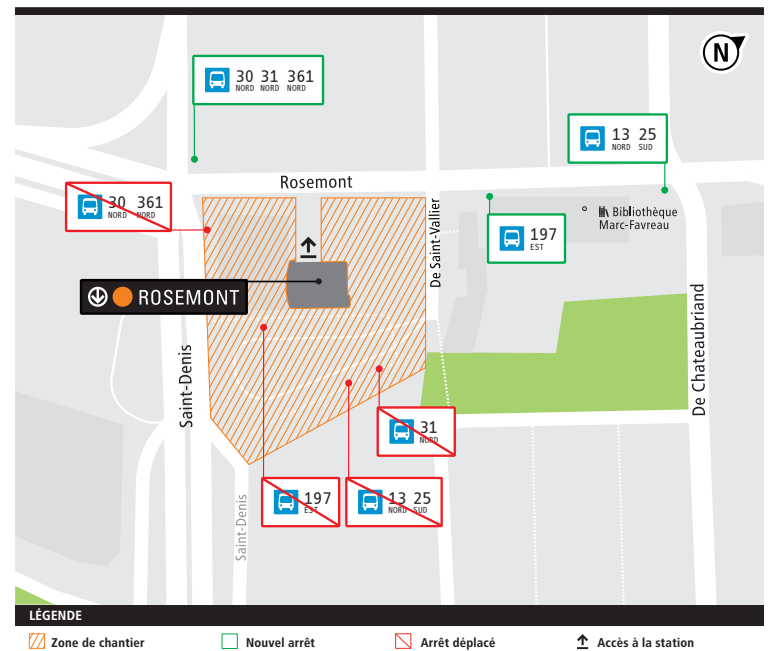 N
30 31 361
NORD NORD NORD
13 25
NORD SUD
Rosemont
30 361
NORD NORD
De Saint-Vallier
Bibliothèque
Marc-Favreau
197
EST
ROSEMONT
Saint-Denis
De Chateaubriand
31
NORD
197
EST
13 25
NORD SUD
Saint-Denis
LÉGENDE
Zone de chantier
Nouvel arrêt
Arrêt déplacé
Accès à la station